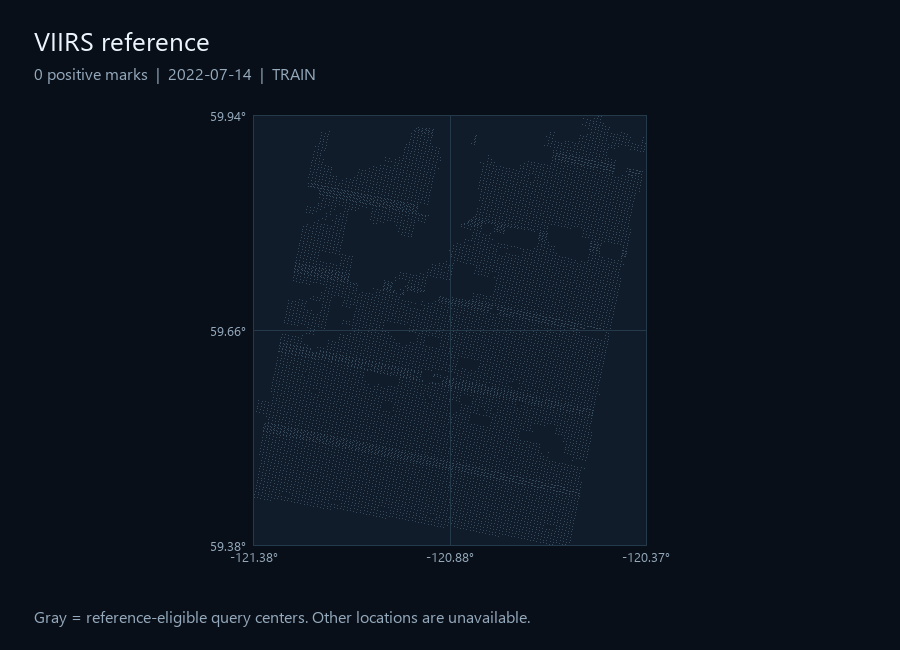 VIIRS reference
0 positive marks | 2022-07-14 | TRAIN
59.94°
59.66°
59.38°
-121.38°
-120.88°
-120.37°
Gray = reference-eligible query centers. Other locations are unavailable.